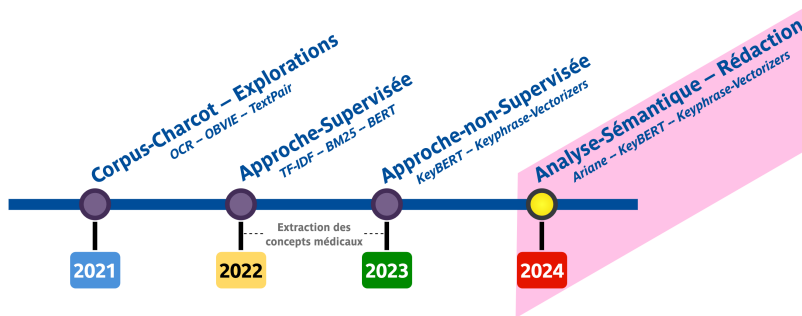 Corpus-Charcot – Explorations
OCR – OBVIE – TextPair
Approche-Supervisée
TF-IDF – BM25 – BERT
Approche-non-Supervisée
KeyBERT – Keyphrase-Vectorizers
Analyse-Sémantique – Rédaction
Ariane – KeyBERT – Keyphrase-Vectorizers
Extraction des
concepts médicaux
2021
2022
2023
2024